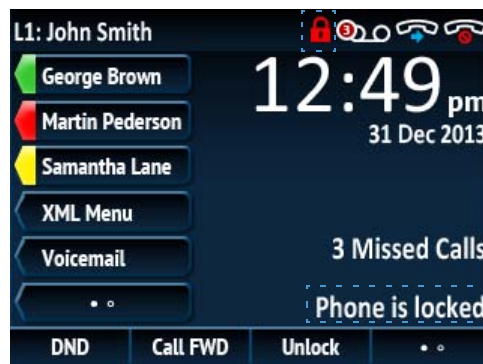 L1: John Smith
3
George Brown
12:49 pm
Martin Pederson
31 Dec 2013
Samantha Lane
XML Menu
Voicemail
3 Missed Calls
Phone is locked
DND Call FWD Unlock